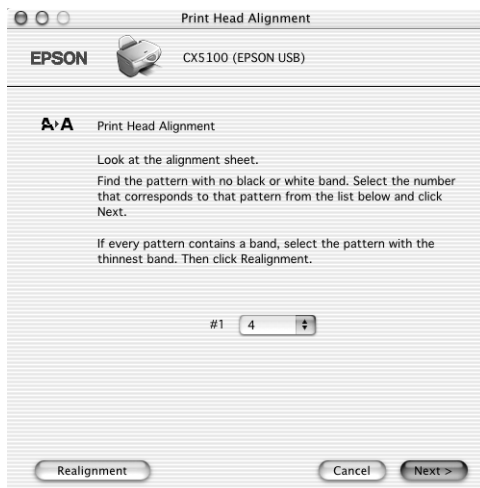 Print Head Alignment
EPSON
CX5100 (EPSON USB)
A›A Print Head Alignment
Look at the alignment sheet.
Find the pattern with no black or white band. Select the number
that corresponds to that pattern from the list below and click
Next.
If every pattern contains a band, select the pattern with the
thinnest band. Then click Realignment.
#1 4
Realignment Cancel Next >